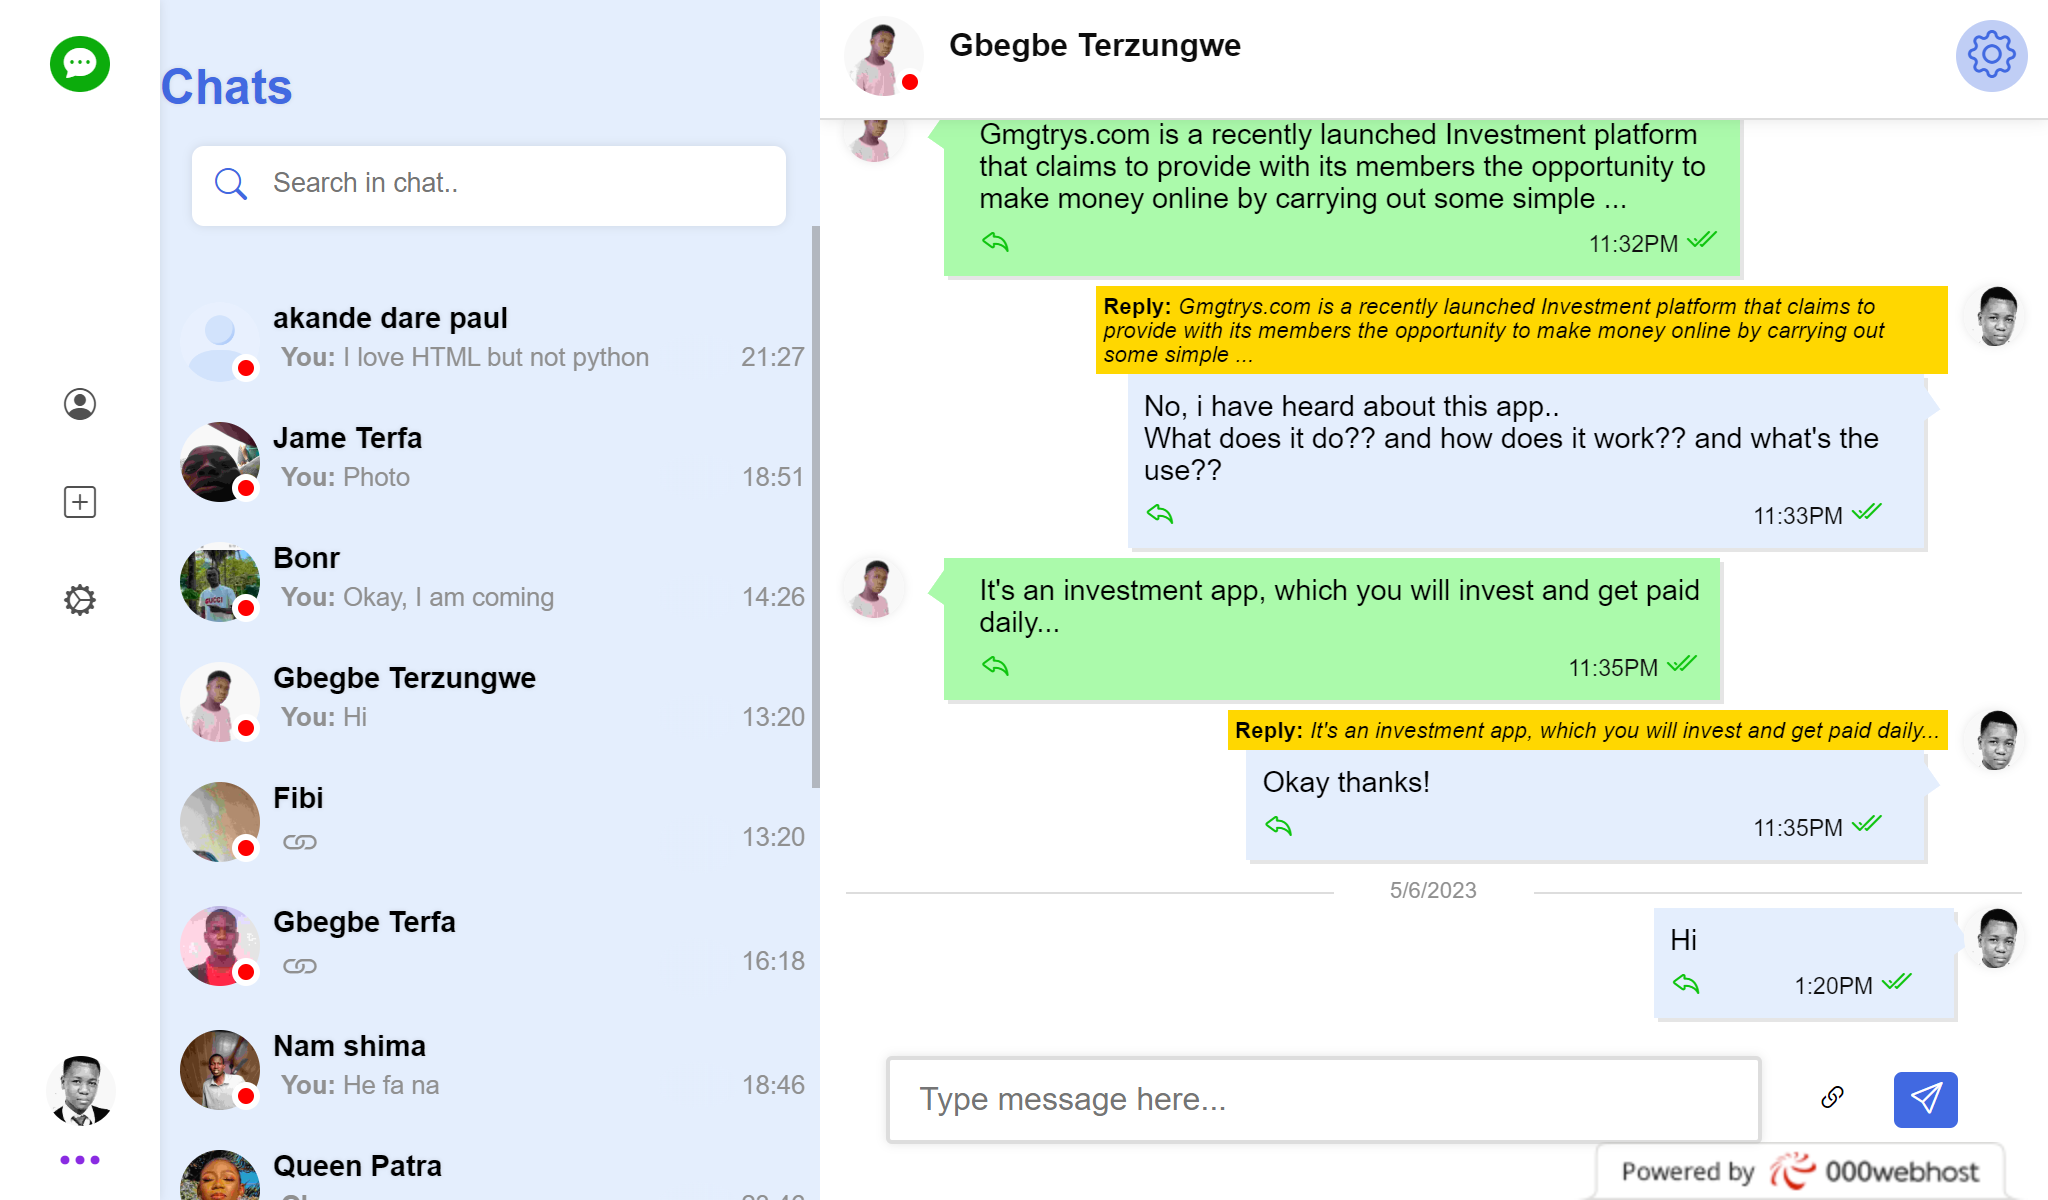 Chats
Search in chat..
akande dare paul
You: I love HTML but not python 21:27
Jame Terfa
You: Photo 18:51
Bonr
You: Okay, I am coming 14:26
Gbegbe Terzungwe
You: Hi 13:20
Fibi
13:20
Gbegbe Terfa
16:18
Nam shima
You: He fa na 18:46
Queen Patra
Gbegbe Terzungwe
Gmgtrys.com is a recently launched Investment platform
that claims to provide with its members the opportunity to
make money online by carrying out some simple ...
11:32PM
Reply: Gmgtrys.com is a recently launched Investment platform that claims to
provide with its members the opportunity to make money online by carrying out
some simple ...
No, i have heard about this app..
What does it do?? and how does it work?? and what's the
use??
11:33PM
It's an investment app, which you will invest and get paid
daily...
11:35PM
Reply: It's an investment app, which you will invest and get paid daily...
Okay thanks!
11:35PM
5/6/2023
Hi
1:20PM
Type message here...
Powered by 000webhost